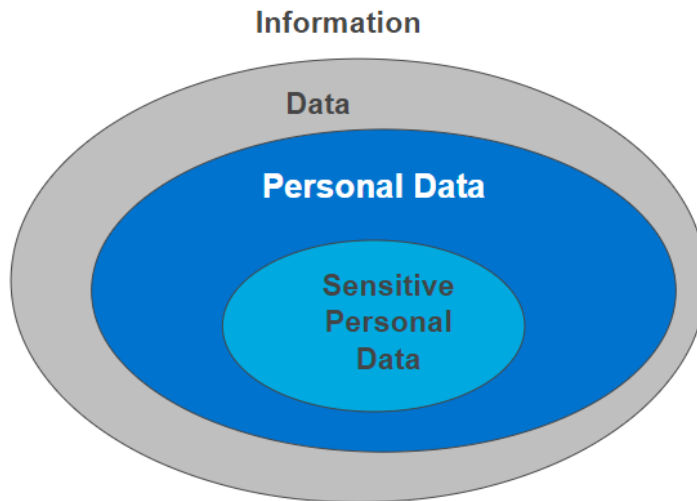 Information
Data
Personal Data
Sensitive
Personal
Data